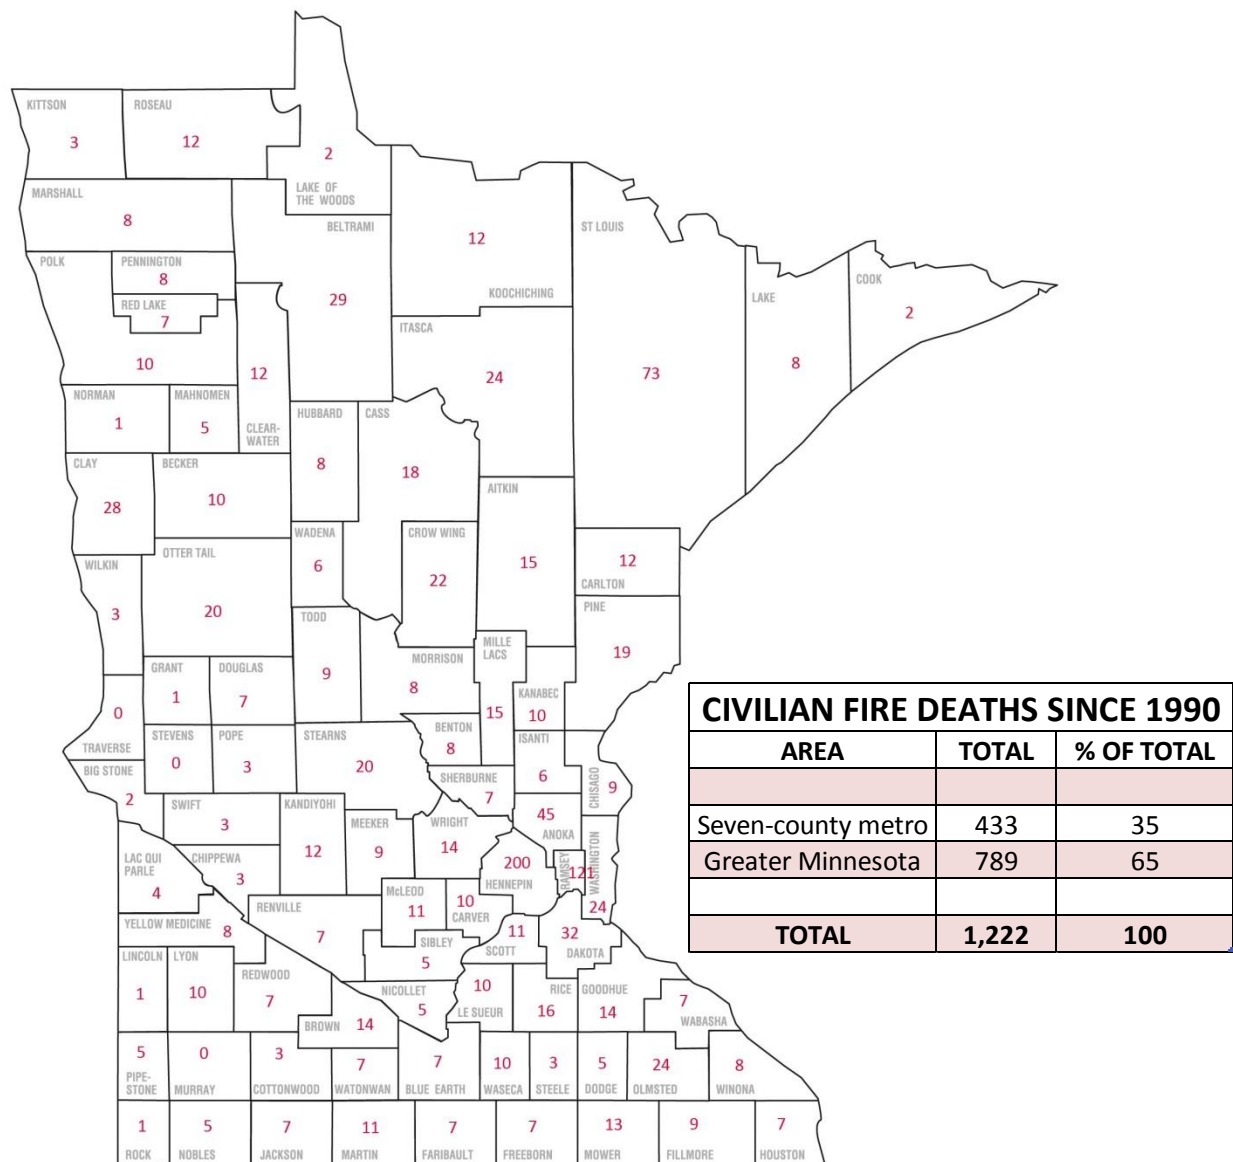 KITTSON
3
ROSEAU
12
2
LAKE OF
THE WOODS
MARSHALL
8
BELTRAMI
29
12
KOOCHICHING
ST LOUIS
73
LAKE
8
COOK
2
POLK
10
PENNINGTON
8
RED LAKE
7
12
CLEAR-
WATER
ITASCA
24
NORMAN
1
MAHNOMEN
5
HUBBARD
8
CASS
18
CLAY
28
BECKER
10
AITKIN
15
WADENA
6
CROW WING
22
12
CARLTON
WILKIN
3
OTTER TAIL
20
PINE
19
TODD
9
MORRISON
8
MILLE
LACS
15
GRANT
1
DOUGLAS
7
KANABEC
10
0
TRAVERSE
STEVENS
0
POPE
3
STEARNS
20
BENTON
8
ISANTI
6
CHISAGO
9
BIG STONE
2
SWIFT
3
KANDIYOHI
12
MEEKER
9
SHERBURNE
7
WRIGHT
14
45
ANOKA
WASHINGTON
24
RAMSEY
121
200
HENNEPIN
LAC QUI
PARLE
4
CHIPPEWA
3
McLEOD
11
10
CARVER
YELLOW MEDICINE
8
RENVILLE
7
SIBLEY
5
11
SCOTT
32
DAKOTA
LINCOLN
1
LYON
10
REDWOOD
7
NICOLLET
5
10
LE SUEUR
RICE
16
GOODHUE
14
7
WABASHA
BROWN
14
5
PIPE-
STONE
0
MURRAY
3
COTTONWOOD
7
WATONWAN
7
BLUE EARTH
10
WASECA
3
STEELE
5
DODGE
24
OLMSTED
8
WINONA
1
ROCK
5
NOBLES
7
JACKSON
11
MARTIN
7
FARIBAULT
7
FREEBORN
13
MOWER
9
FILLMORE
7
HOUSTON
CIVILIAN FIRE DEATHS SINCE 1990
AREA TOTAL % OF TOTAL
Seven-county metro 433 35
Greater Minnesota 789 65
TOTAL 1,222 100